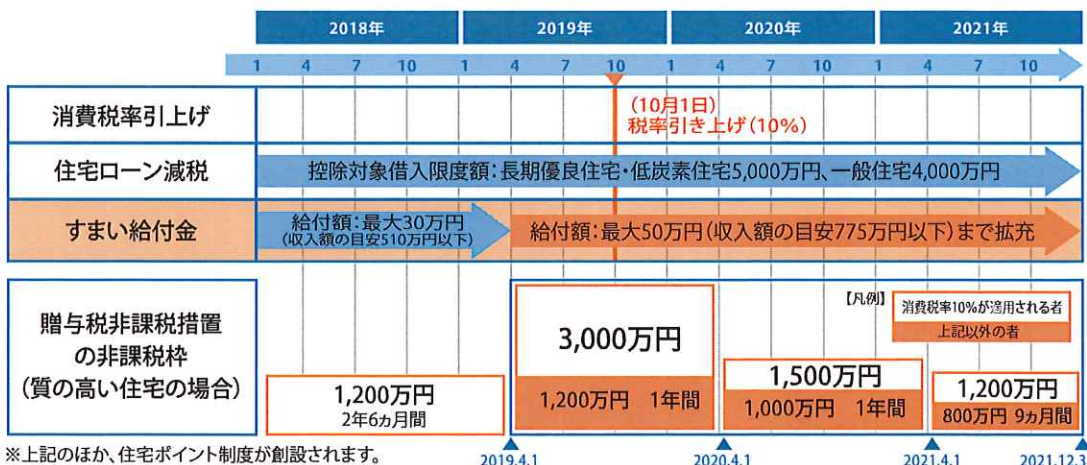 2018年 2019年 2020年 2021年
1 4 7 10 1 4 7 10 1 4 7 10 1 4 7 10
消費税率引上げ
(10月1日)
税率引き上げ(10%)
住宅ローン減税
控除対象借入限度額：長期優良住宅・低炭素住宅5,000万円、一般住宅4,000万円
すまい給付金
給付額：最大30万円
(収入額の目安510万円以下)
給付額：最大50万円(収入額の目安775万円以下)まで拡充
贈与税非課税措置
の非課税枠
(質の高い住宅の場合)
【凡例】
消費税率10%が適用される者
上記以外の者
1,200万円
2年6ヵ月間
3,000万円
1,200万円 1年間
1,500万円
1,000万円 1年間
1,200万円
800万円 9ヵ月間
※上記のほか、住宅ポイント制度が創設されます。
2019.4.1 2020.4.1 2021.4.1 2021.12.3